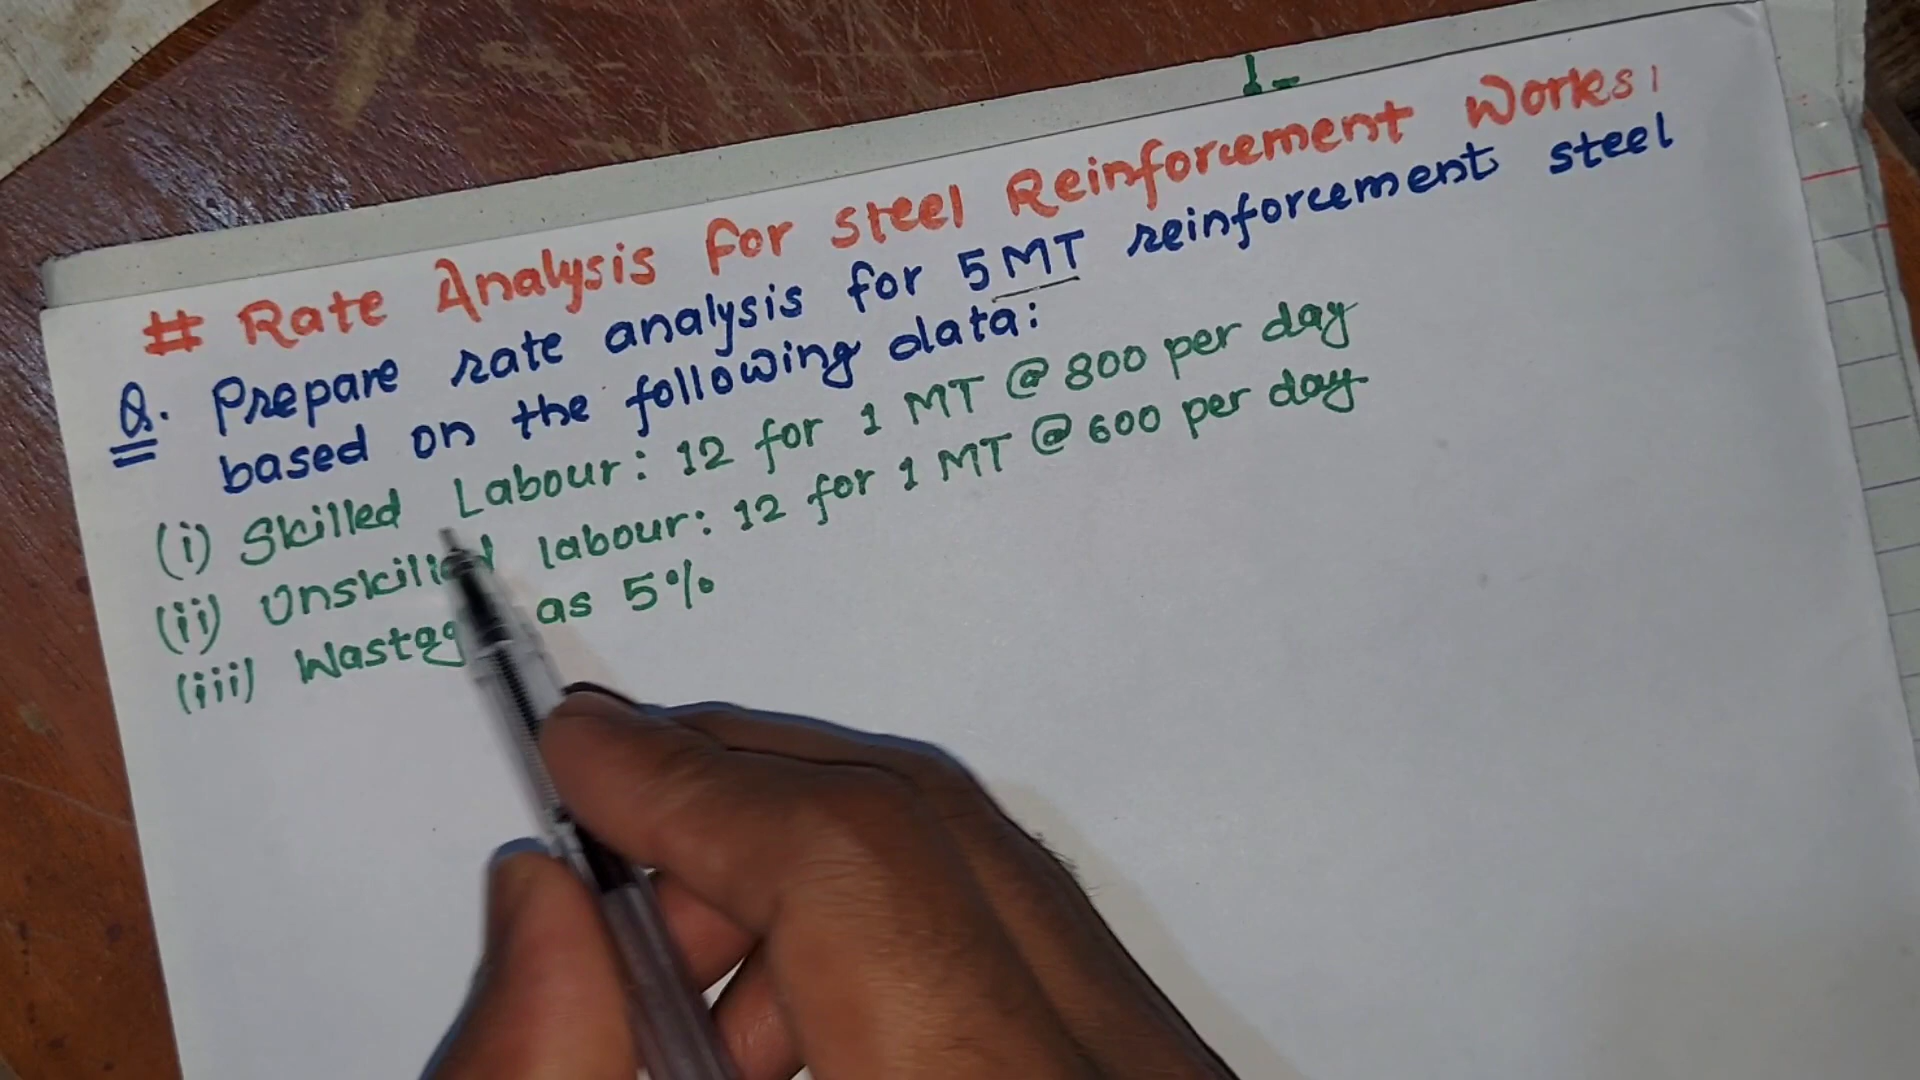 # Rate Analysis For Steel Reinforcement Works:
Q. Prepare rate analysis for 5 MT reinforcement steel
based on the following data:
(i) Skilled Labour: 12 for 1 MT @ 800 per day
(ii) Unskilled labour: 12 for 1 MT @ 600 per day
(iii) Wastage as 5%